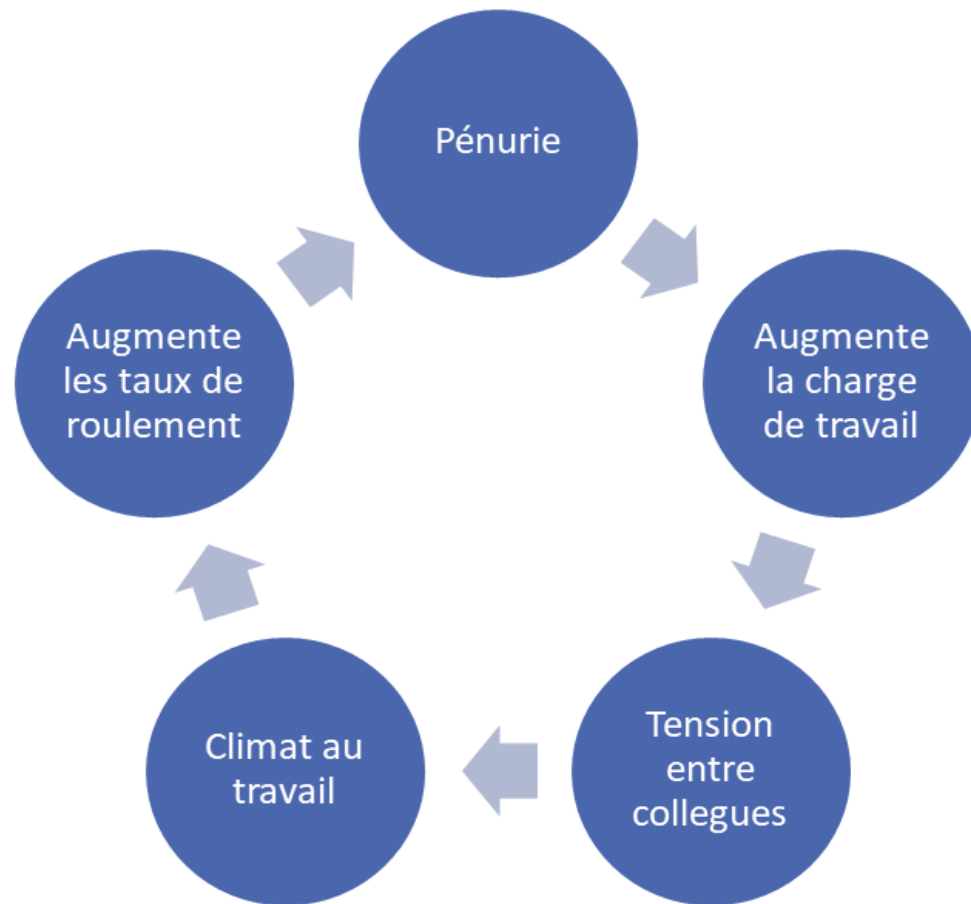 Pénurie
Augmente
la charge
de travail
Tension
entre
collegues
Climat au
travail
Augmente
les taux de
roulement